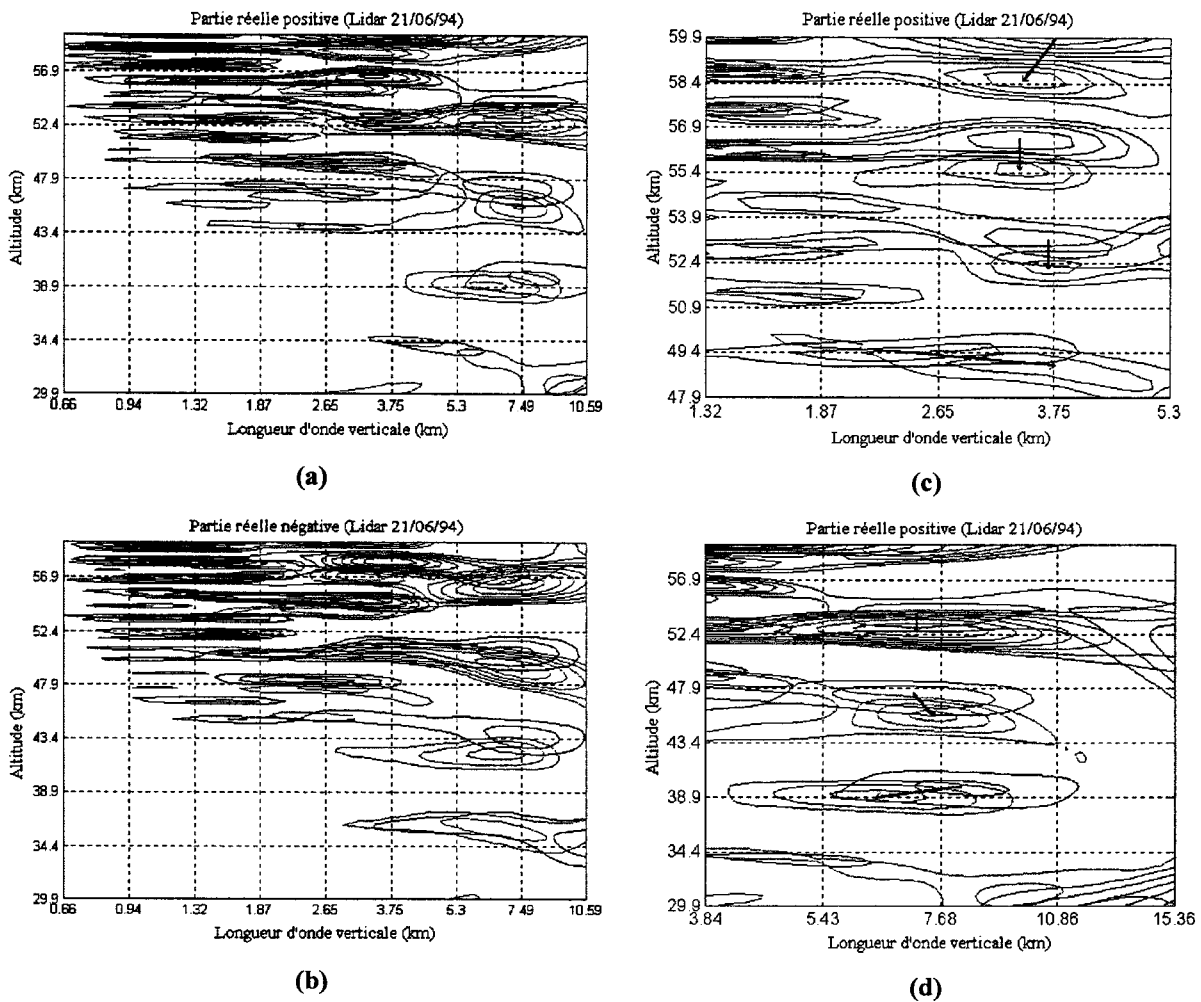 Partie réelle positive (Lidar 21/06/94)
Altitude (km)
56.9
52.4
47.9
43.4
38.9
34.4
29.9
0.66 0.94 1.32 1.87 2.65 3.75 5.3 7.49 10.59
Longueur d'onde verticale (km)
(a)
Partie réelle positive (Lidar 21/06/94)
Altitude (km)
59.9
58.4
56.9
55.4
53.9
52.4
50.9
49.4
47.9
1.32 1.87 2.65 3.75 5.3
Longueur d'onde verticale (km)
(c)
Partie réelle négative (Lidar 21/06/94)
Altitude (km)
56.9
52.4
47.9
43.4
38.9
34.4
29.9
0.66 0.94 1.32 1.87 2.65 3.75 5.3 7.49 10.59
Longueur d'onde verticale (km)
(b)
Partie réelle positive (Lidar 21/06/94)
Altitude (km)
56.9
52.4
47.9
43.4
38.9
34.4
29.9
3.84 5.43 7.68 10.86 15.36
Longueur d'onde verticale (km)
(d)